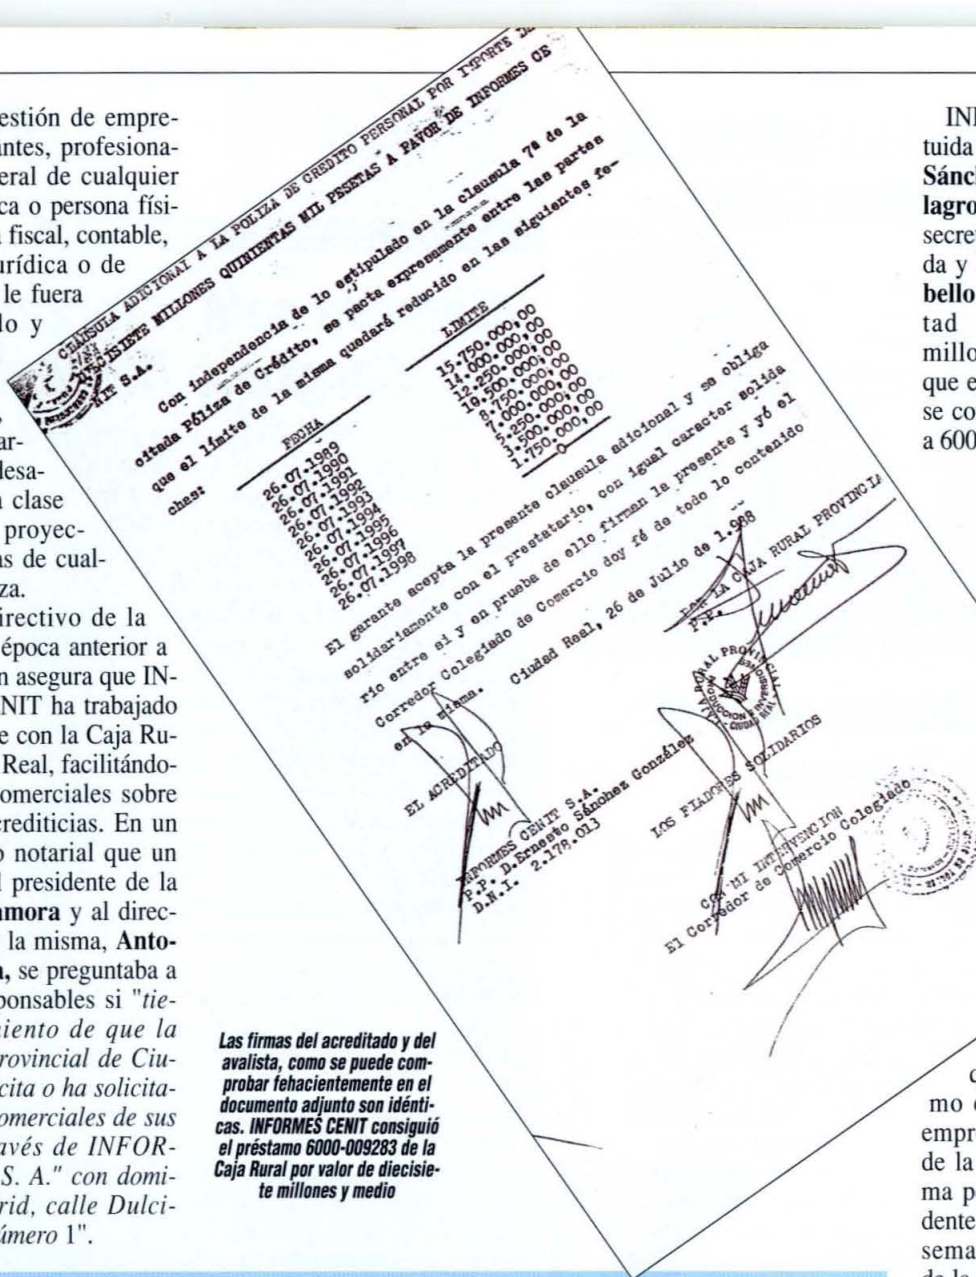 estión de empre-
antes, profesiona-
eral de cualquier
ca o persona físi-
fiscal, contable,
urídica o de
le fuera
lo y
ar-
lesa-
clase
proyec-
as de cual-
za.
irectivo de la
época anterior a
n asegura que IN-
ENIT ha trabajado
e con la Caja Ru-
Real, facilitándo-
omerciales sobre
crediticias. En un
o notarial que un
l presidente de la
amora y al direc-
la misma, Anto-
se preguntaba a
ponsables si "tie-
niento de que la
rovincial de Ciu-
cita o ha solicita-
omerciales de sus
avés de INFOR-
S. A." con domi-
rid, calle Dulci-
úmero 1".
CLAUSULA ADICIONAL A LA POLIZA DE CREDITO PERSONAL POR IMPORTE DE
DIECISIETE MILLONES QUINIENTAS MIL PESETAS A FAVOR DE INFORMES CE
NIT S.A.
Con independencia de lo estipulado en la clausula 7ª de la
citada Póliza de Crédito, se pacta expresamente entre las partes
que el límite de la misma quedará reducido en las siguientes fe-
chas:
FECHA LIMITE
26.07.1989 15.750.000,00
26.07.1990 14.000.000,00
26.07.1991 12.250.000,00
26.07.1992 10.500.000,00
26.07.1993 8.750.000,00
26.07.1994 7.000.000,00
26.07.1995 5.250.000,00
26.07.1996 3.500.000,00
26.07.1997 1.750.000,00
26.07.1998 0
El garante acepta la presente clausula adicional y se obliga
solidariamente con el prestatario, con igual caracter solida
rio entre si y en prueba de ello firman la presente y yó el
Corredor Colegiado de Comercio doy fé de todo lo contenido
en la misma.
Ciudad Real, 26 de Julio de 1.988
POR LA CAJA RURAL PROVINCIA
P.P.
EL ACREDITADO
INFORMES CENIT S.A.
P.P. D.Ernesto Sánchez González
D.N.I. 2.178.013
LOS FIADORES SOLIDARIOS
CON MI INTERVENCION
El Corredor de Comercio Colegiado
Las firmas del acreditado y del
avalista, como se puede com-
probar fehacientemente en el
documento adjunto son idénti-
cas. INFORMES CENIT consiguió
el préstamo 6000-009283 de la
Caja Rural por valor de diecisie-
te millones y medio
tuida
Sánch
lagro
secre
da y
bello
tad
millo
que e
se co
a 600
mo
empr
de la
ma p
dente
sema